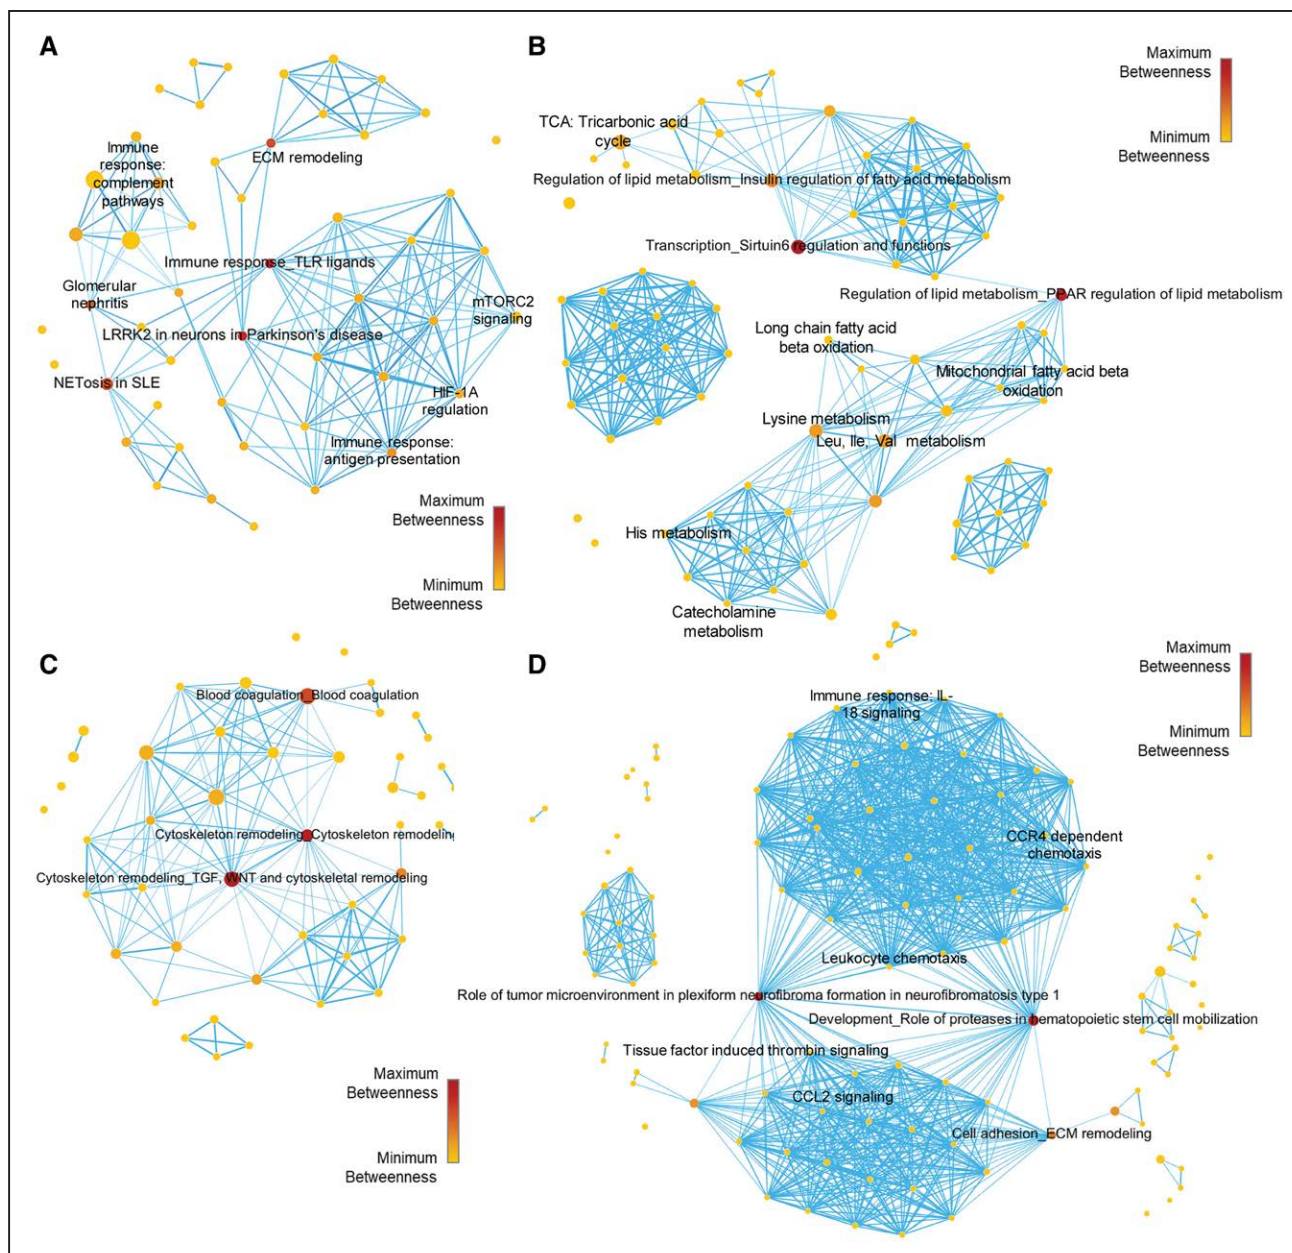 A
ECM remodeling
Immune
response:
complement
pathways
Immune response_TLR ligands
Glomerular
nephritis
mTORC2
signaling
LRRK2 in neurons in Parkinson's disease
NETosis in SLE
HIF-1A
regulation
Immune response:
antigen presentation
Maximum
Betweenness
Minimum
Betweenness
B
Maximum
Betweenness
Minimum
Betweenness
TCA: Tricarbonic acid
cycle
Regulation of lipid metabolism_Insulin regulation of fatty acid metabolism
Transcription_Sirtuin6 regulation and functions
Regulation of lipid metabolism_PPAR regulation of lipid metabolism
Long chain fatty acid
beta oxidation
Mitochondrial fatty acid beta
oxidation
Lysine metabolism
Leu, Ile, Val metabolism
His metabolism
Catecholamine
metabolism
C
Blood coagulation_Blood coagulation
Cytoskeleton remodeling_Cytoskeleton remodeling
Cytoskeleton remodeling_TGF, WNT and cytoskeletal remodeling
Maximum
Betweenness
Minimum
Betweenness
D
Maximum
Betweenness
Minimum
Betweenness
Immune response: IL-
18 signaling
CCR4 dependent
chemotaxis
Leukocyte chemotaxis
Role of tumor microenvironment in plexiform neurofibroma formation in neurofibromatosis type 1
Development_Role of proteases in hematopoietic stem cell mobilization
Tissue factor induced thrombin signaling
CCL2 signaling
Cell adhesion_ECM remodeling